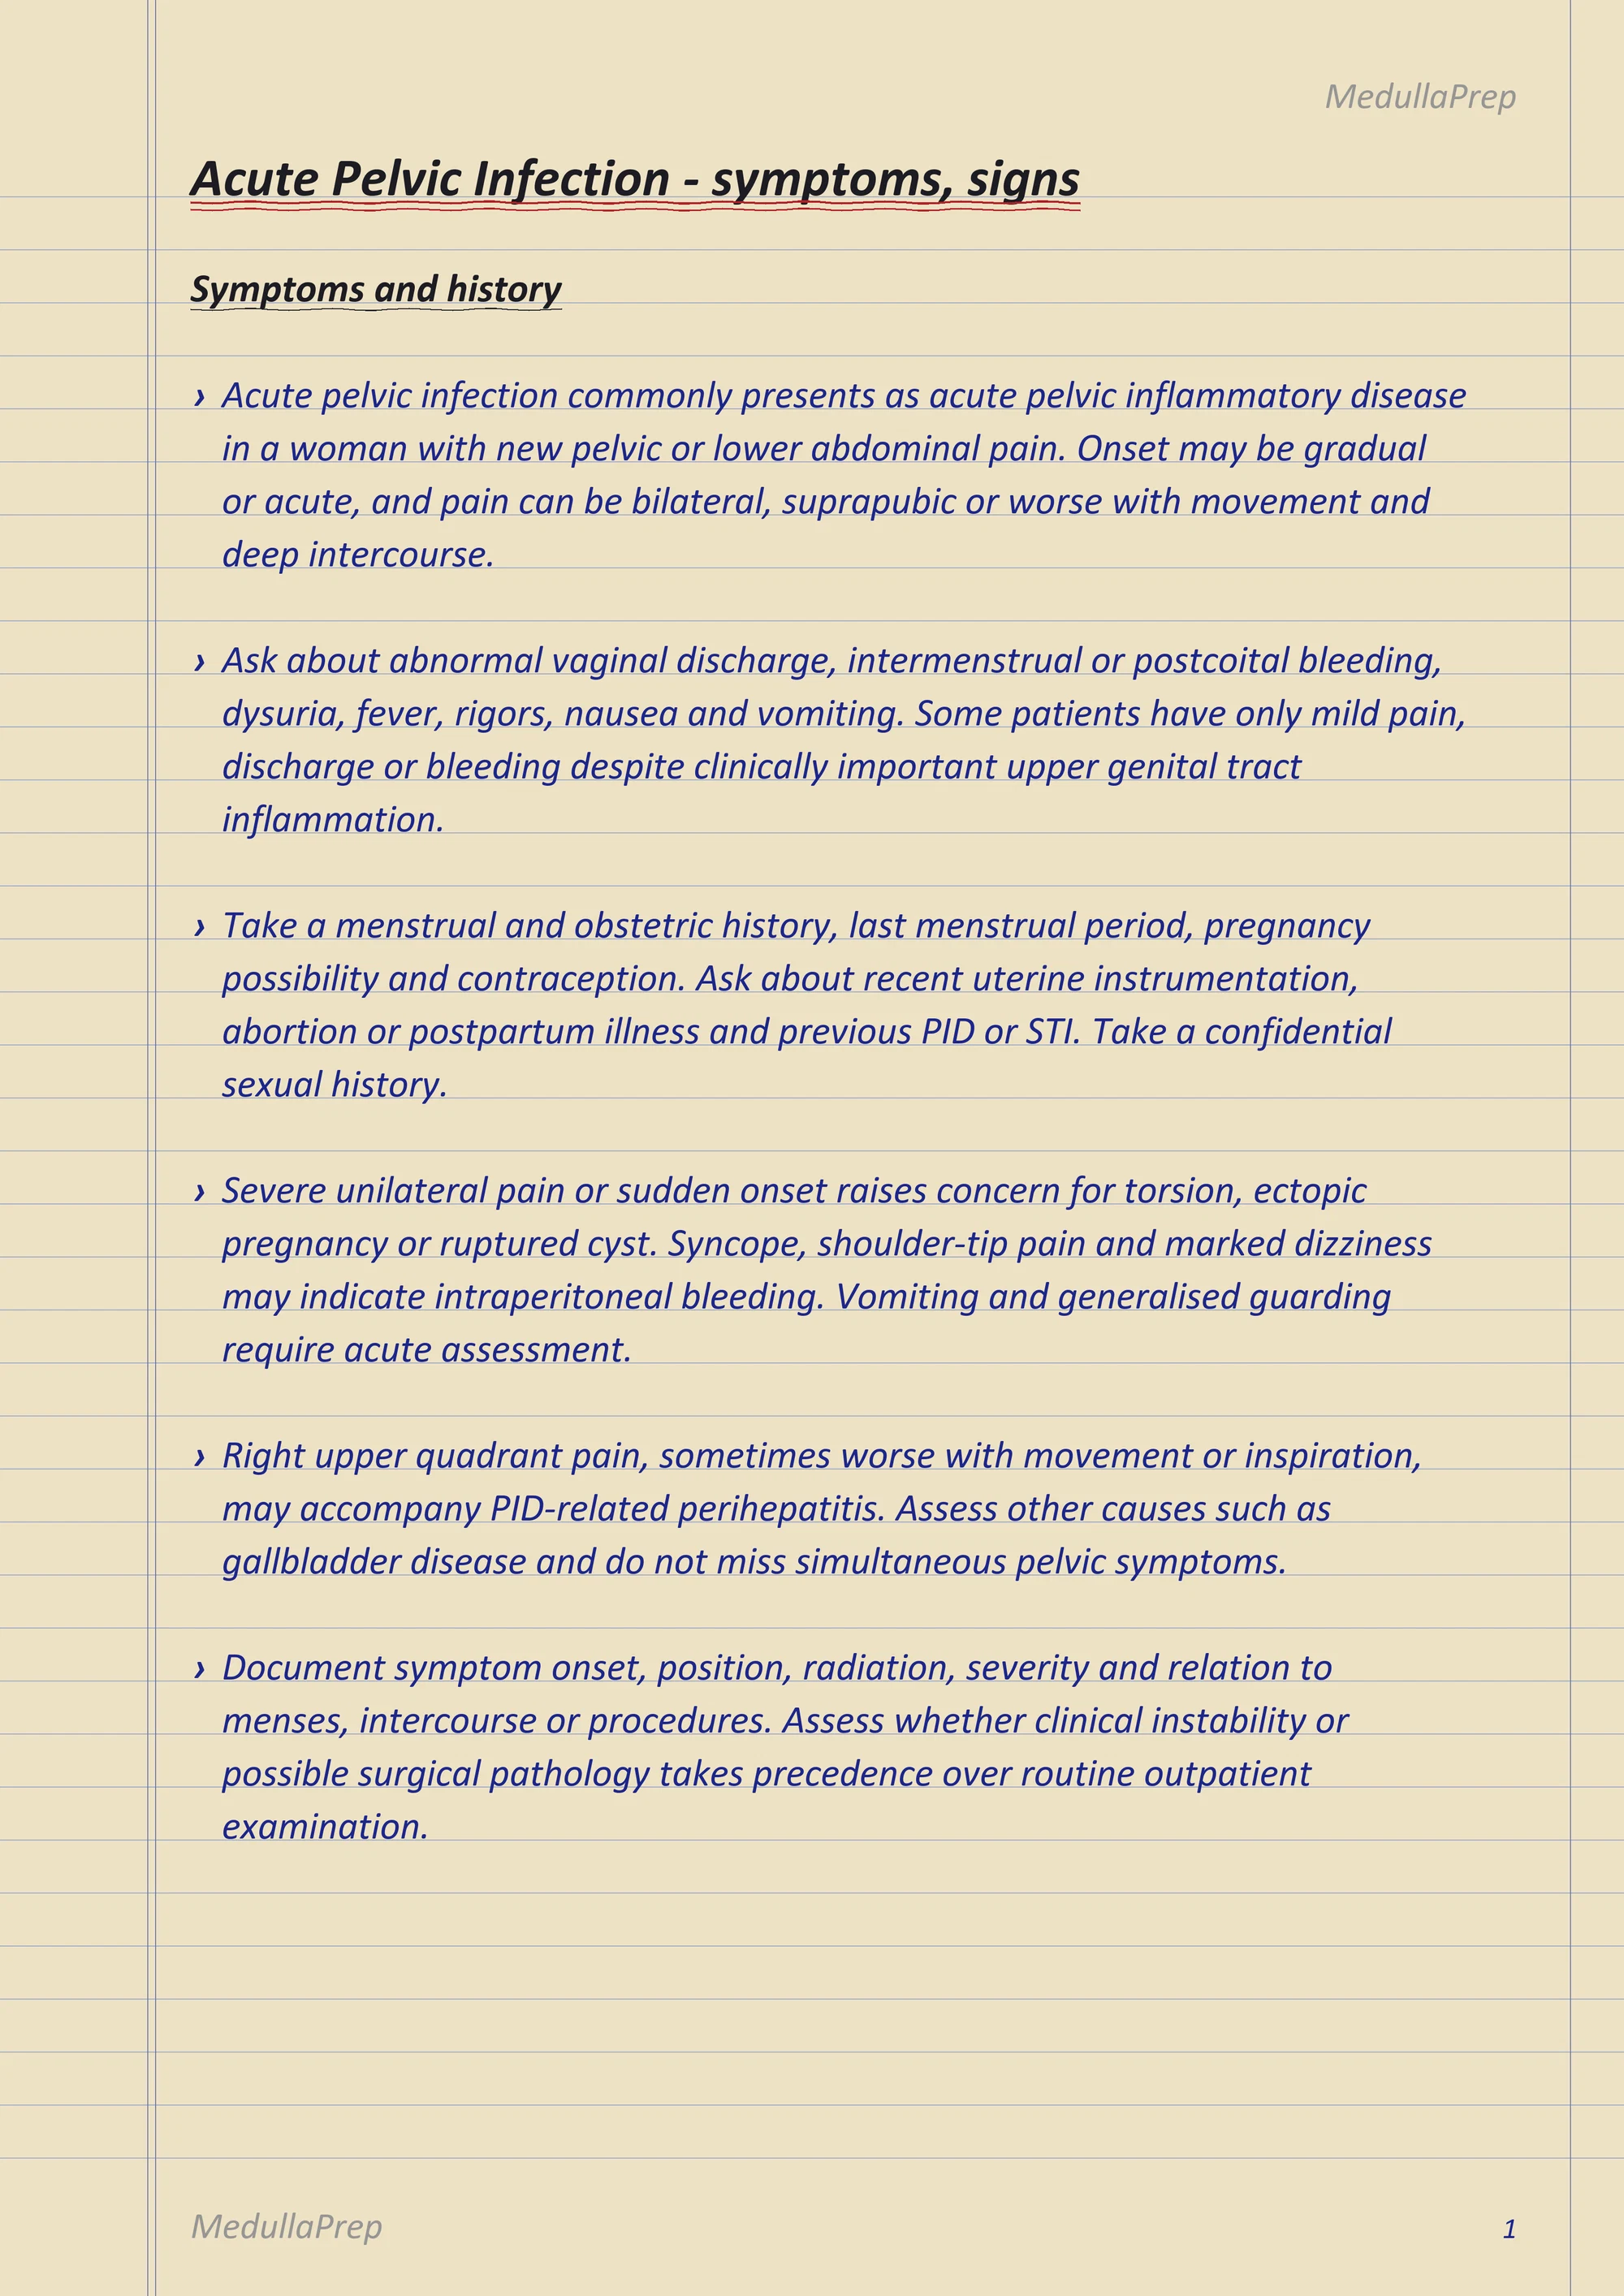 MedullaPrep
Acute Pelvic Infection - symptoms, signs
Symptoms and history
› Acute pelvic infection commonly presents as acute pelvic inflammatory disease
in a woman with new pelvic or lower abdominal pain. Onset may be gradual
or acute, and pain can be bilateral, suprapubic or worse with movement and
deep intercourse.
› Ask about abnormal vaginal discharge, intermenstrual or postcoital bleeding,
dysuria, fever, rigors, nausea and vomiting. Some patients have only mild pain,
discharge or bleeding despite clinically important upper genital tract
inflammation.
› Take a menstrual and obstetric history, last menstrual period, pregnancy
possibility and contraception. Ask about recent uterine instrumentation,
abortion or postpartum illness and previous PID or STI. Take a confidential
sexual history.
› Severe unilateral pain or sudden onset raises concern for torsion, ectopic
pregnancy or ruptured cyst. Syncope, shoulder-tip pain and marked dizziness
may indicate intraperitoneal bleeding. Vomiting and generalised guarding
require acute assessment.
› Right upper quadrant pain, sometimes worse with movement or inspiration,
may accompany PID-related perihepatitis. Assess other causes such as
gallbladder disease and do not miss simultaneous pelvic symptoms.
› Document symptom onset, position, radiation, severity and relation to
menses, intercourse or procedures. Assess whether clinical instability or
possible surgical pathology takes precedence over routine outpatient
examination.
MedullaPrep
1